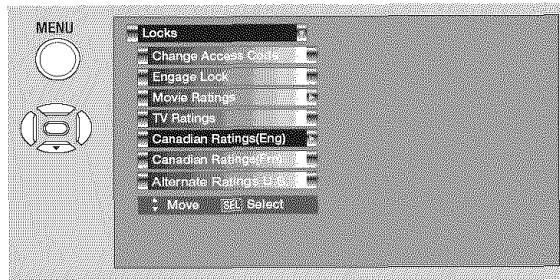 MENU
Locks
Change Access Code
Engage Lock
Movie Ratings
TV Ratings
Canadian Ratings(Eng)
Canadian Ratings(Frn)
Alternate Ratings U.S.
Move SEL Select